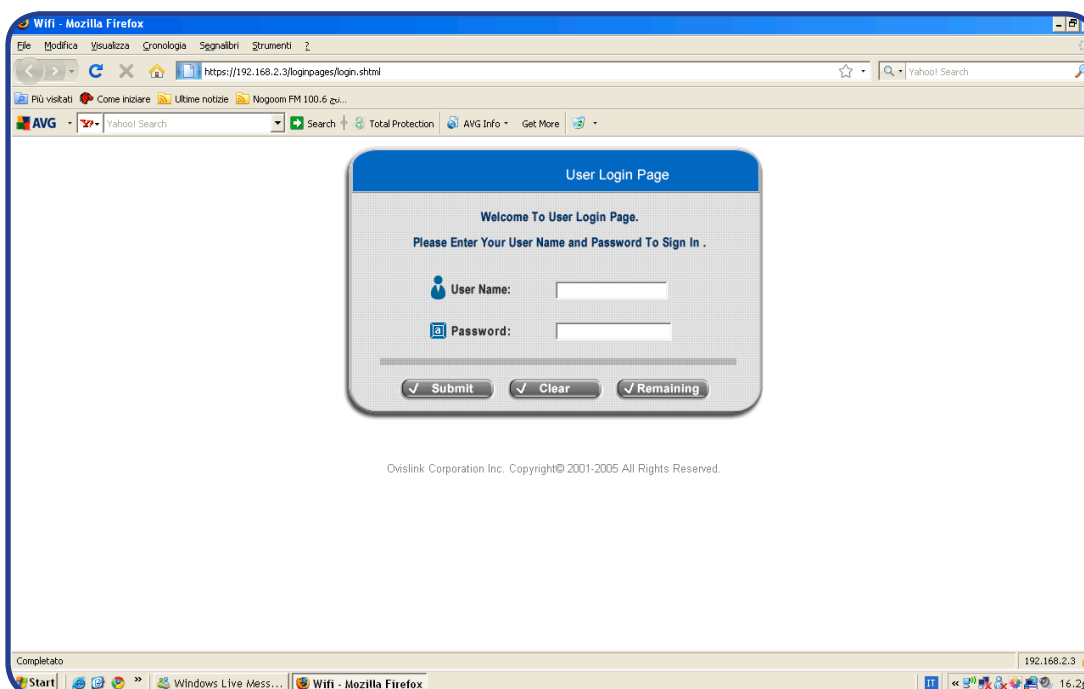 Wifi - Mozilla Firefox
File Modifica Visualizza Cronologia Segnalibri Strumenti ?
https://192.168.2.3/loginpages/login.shtml Yahoo! Search
Più visitati Come iniziare Ultime notizie Nogoom FM 100.6
AVG Yahoo! Search Search Total Protection AVG Info Get More
User Login Page
Welcome To User Login Page.
Please Enter Your User Name and Password To Sign In .
User Name:
Password:
Submit Clear Remaining
Ovislink Corporation Inc. Copyright© 2001-2005 All Rights Reserved.
Completato 192.168.2.3
Start » Windows Live Mess... Wifi - Mozilla Firefox IT « 16.2